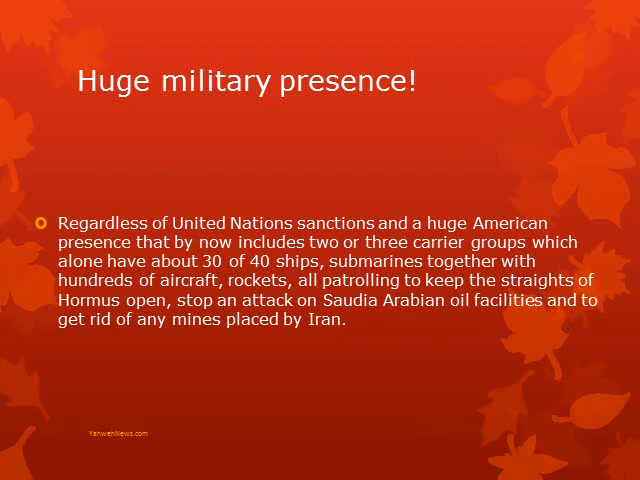 Huge military presence!
Regardless of United Nations sanctions and a huge American
presence that by now includes two or three carrier groups which
alone have about 30 of 40 ships, submarines together with
hundreds of aircraft, rockets, all patrolling to keep the straights of
Hormus open, stop an attack on Saudia Arabian oil facilities and to
get rid of any mines placed by Iran.
YahwehNews.com